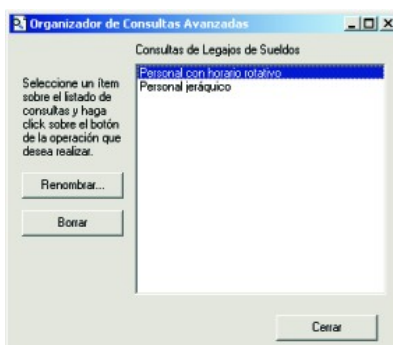 Organizador de Consultas Avanzadas
Consultas de Legajos de Sueldos
Seleccione un ítem
sobre el listado de
consultas y haga
click sobre el botón
de la operación que
desea realizar.
Personal con horario rotativo
Personal jeráquico
Renombrar...
Borrar
Cerrar